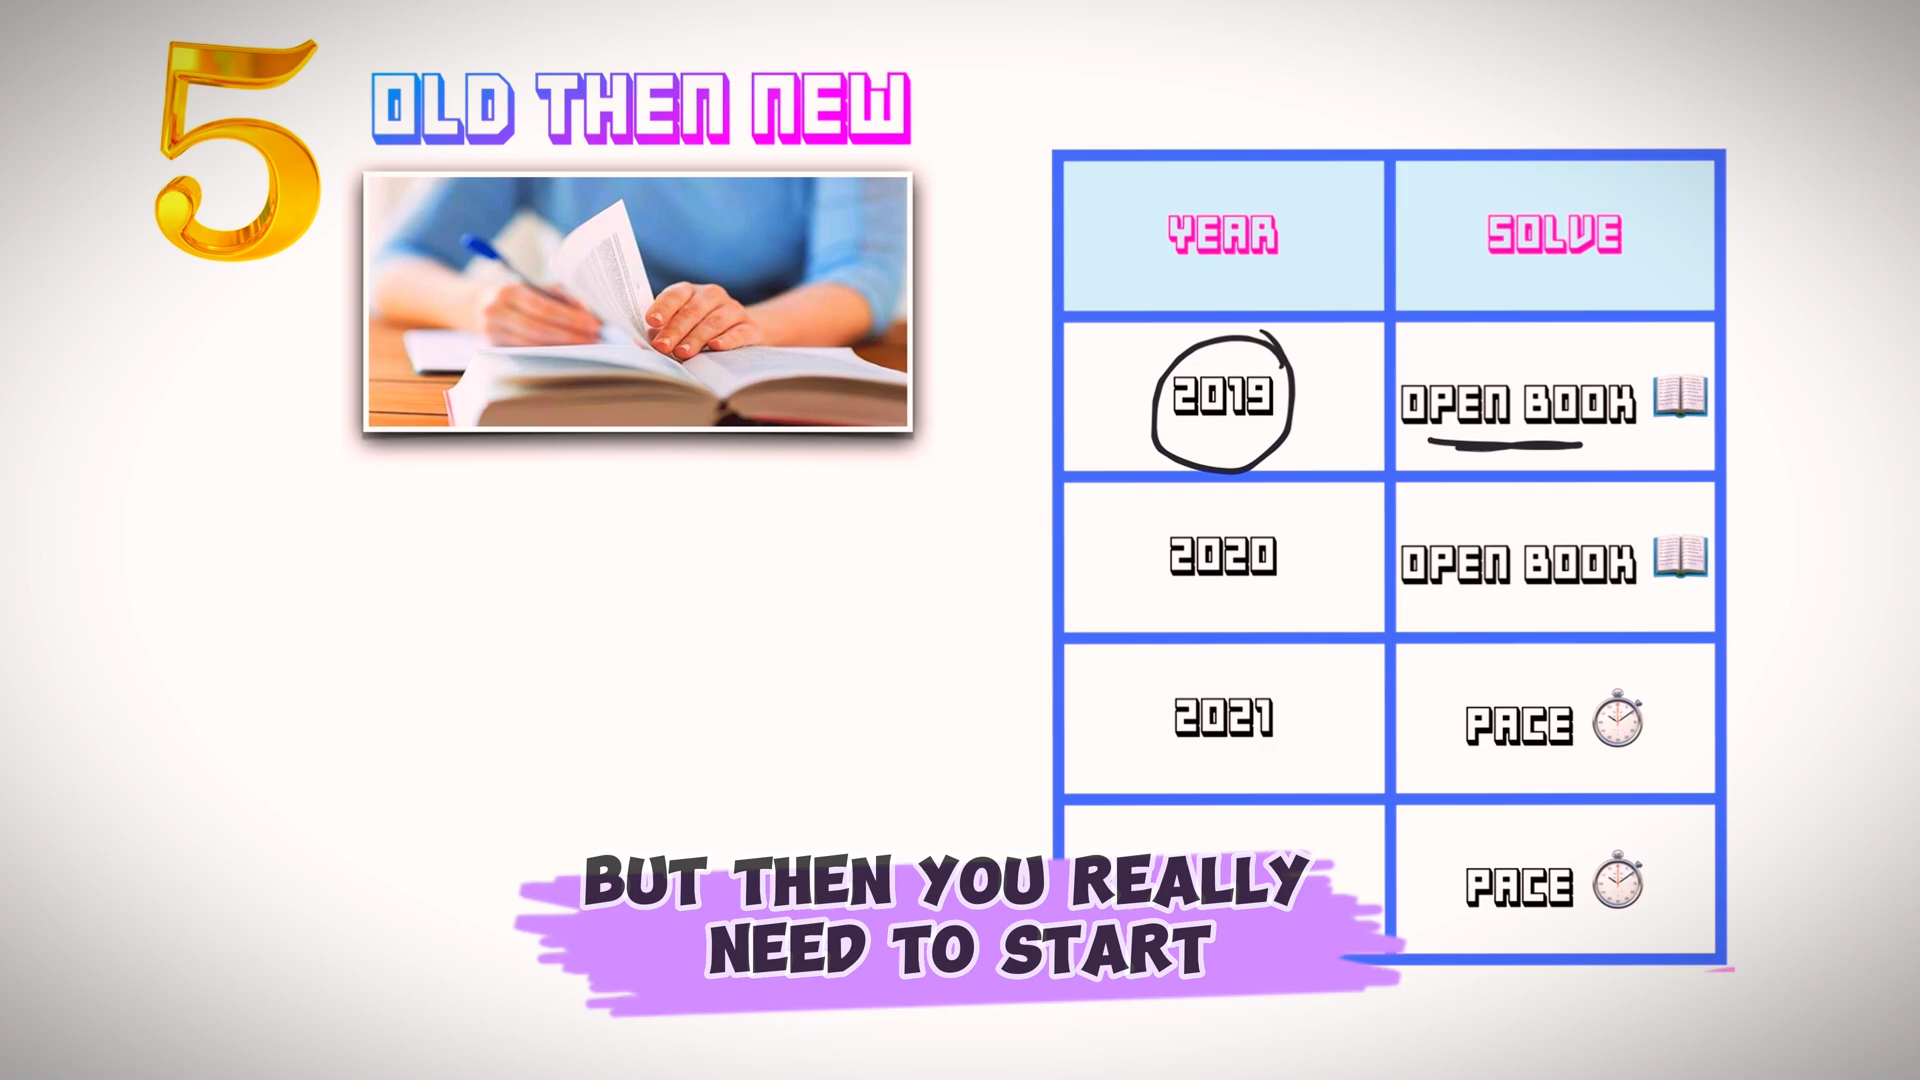 5
OLD THEN NEW
YEAR SOLVE
2019 OPEN BOOK
2020 OPEN BOOK
2021 PACE
PACE
BUT THEN YOU REALLY
NEED TO START